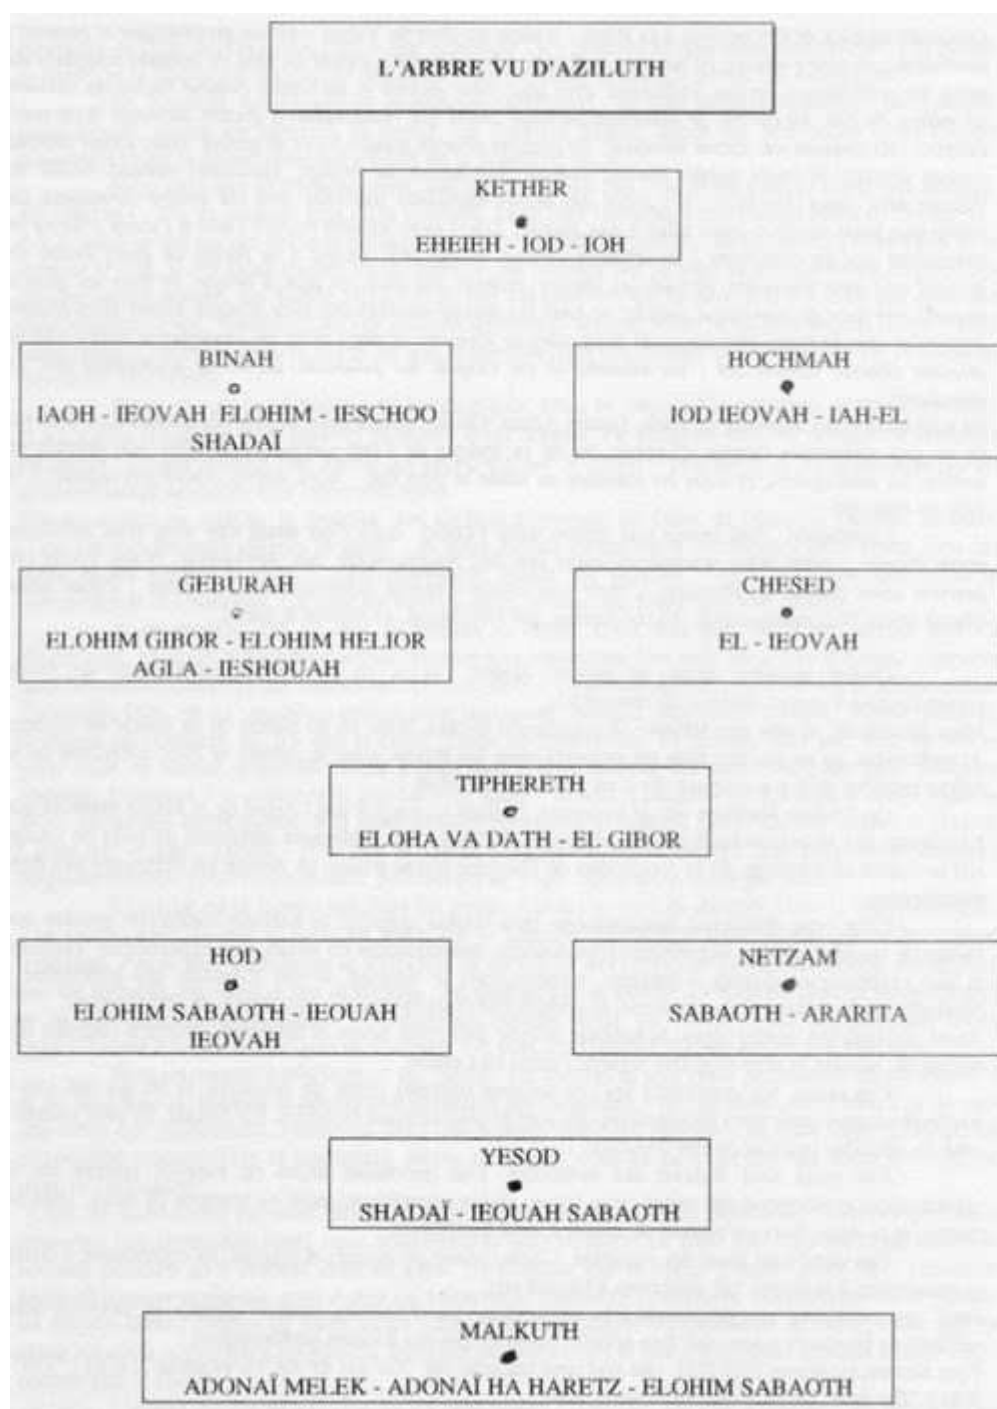 L'ARBRE VU D'AZILUTH
KETHER
EHEIEH - IOD - IOH
BINAH
IAOH - IEOVAH ELOHIM - IESCHOO
SHADAÏ
HOCHMAH
IOD IEOVAH - IAH-EL
GEBURAH
ELOHIM GIBOR - ELOHIM HELIOR
AGLA - IESHOUAH
CHESED
EL - IEOVAH
TIPHERETH
ELOHA VA DATH - EL GIBOR
HOD
ELOHIM SABAOTH - IEOUAH
IEOVAH
NETZAM
SABAOTH - ARARITA
YESOD
SHADAÏ - IEOUAH SABAOTH
MALKUTH
ADONAÏ MELEK - ADONAÏ HA HARETZ - ELOHIM SABAOTH